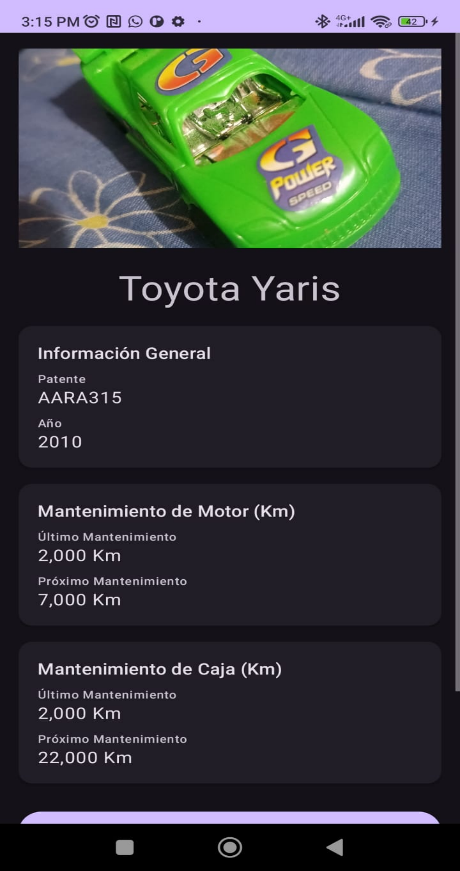 3:15 PM
4G+
42
G
G
POWER
SPEED
Toyota Yaris
Información General
Patente
AARA315
Año
2010
Mantenimiento de Motor (Km)
Último Mantenimiento
2,000 Km
Próximo Mantenimiento
7,000 Km
Mantenimiento de Caja (Km)
Último Mantenimiento
2,000 Km
Próximo Mantenimiento
22,000 Km